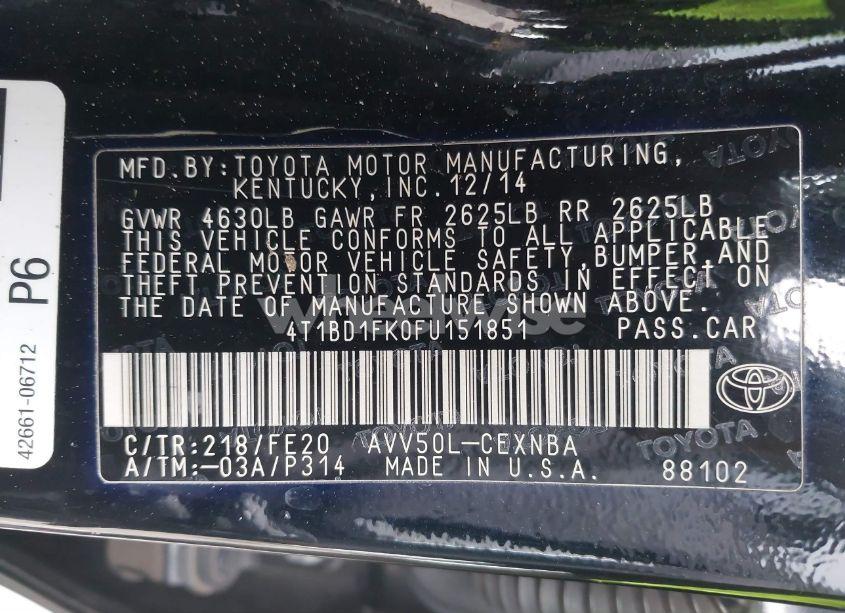 MFD.BY:TOYOTA MOTOR MANUFACTURING,
KENTUCKY,INC.12/14
GVWR 4630LB GAWR FR 2625LB RR 2625LB
THIS VEHICLE CONFORMS TO ALL APPLICABLE
FEDERAL MOTOR VEHICLE SAFETY,BUMPER,AND
THEFT PREVENTION STANDARDS IN EFFECT ON
THE DATE OF MANUFACTURE SHOWN ABOVE.
4T1BD1FK0FU151851 PASS.CAR
C/TR:218/FE20 AVV50L-CEXNBA
A/TM:-03A/P314 MADE IN U.S.A. 88102
P6
42661-06712